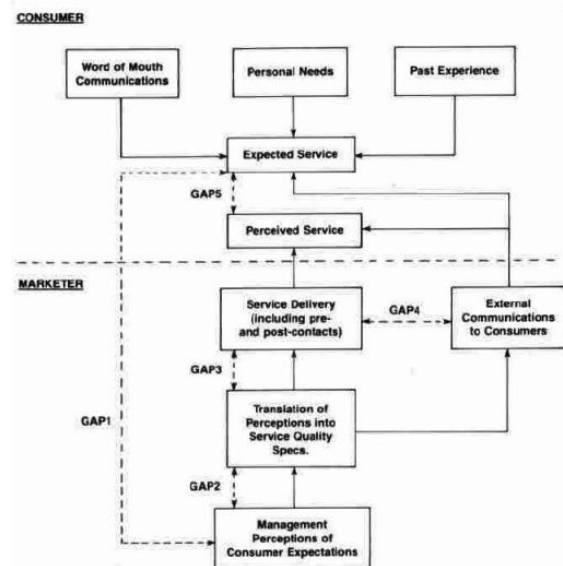 CONSUMER
Word of Mouth
Communications
Personal Needs
Past Experience
Expected Service
GAP5
Perceived Service
MARKETER
Service Delivery
(including pre-
and post-contacts)
GAP4
External
Communications
to Consumers
GAP3
Translation of
Perceptions into
Service Quality
Specs.
GAP1
GAP2
Management
Perceptions of
Consumer Expectations